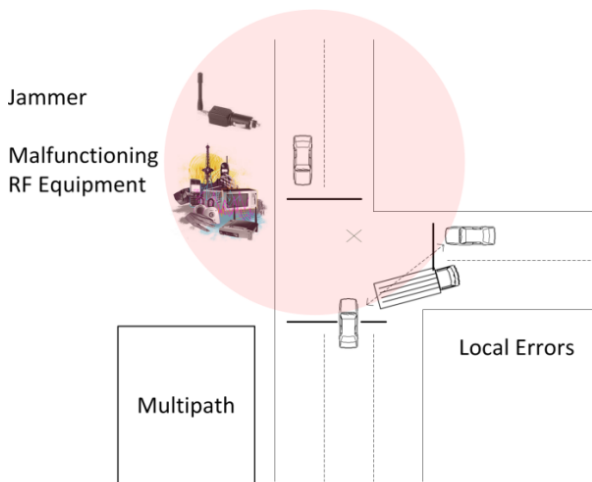 Jammer
Malfunctioning
RF Equipment
Local Errors
Multipath